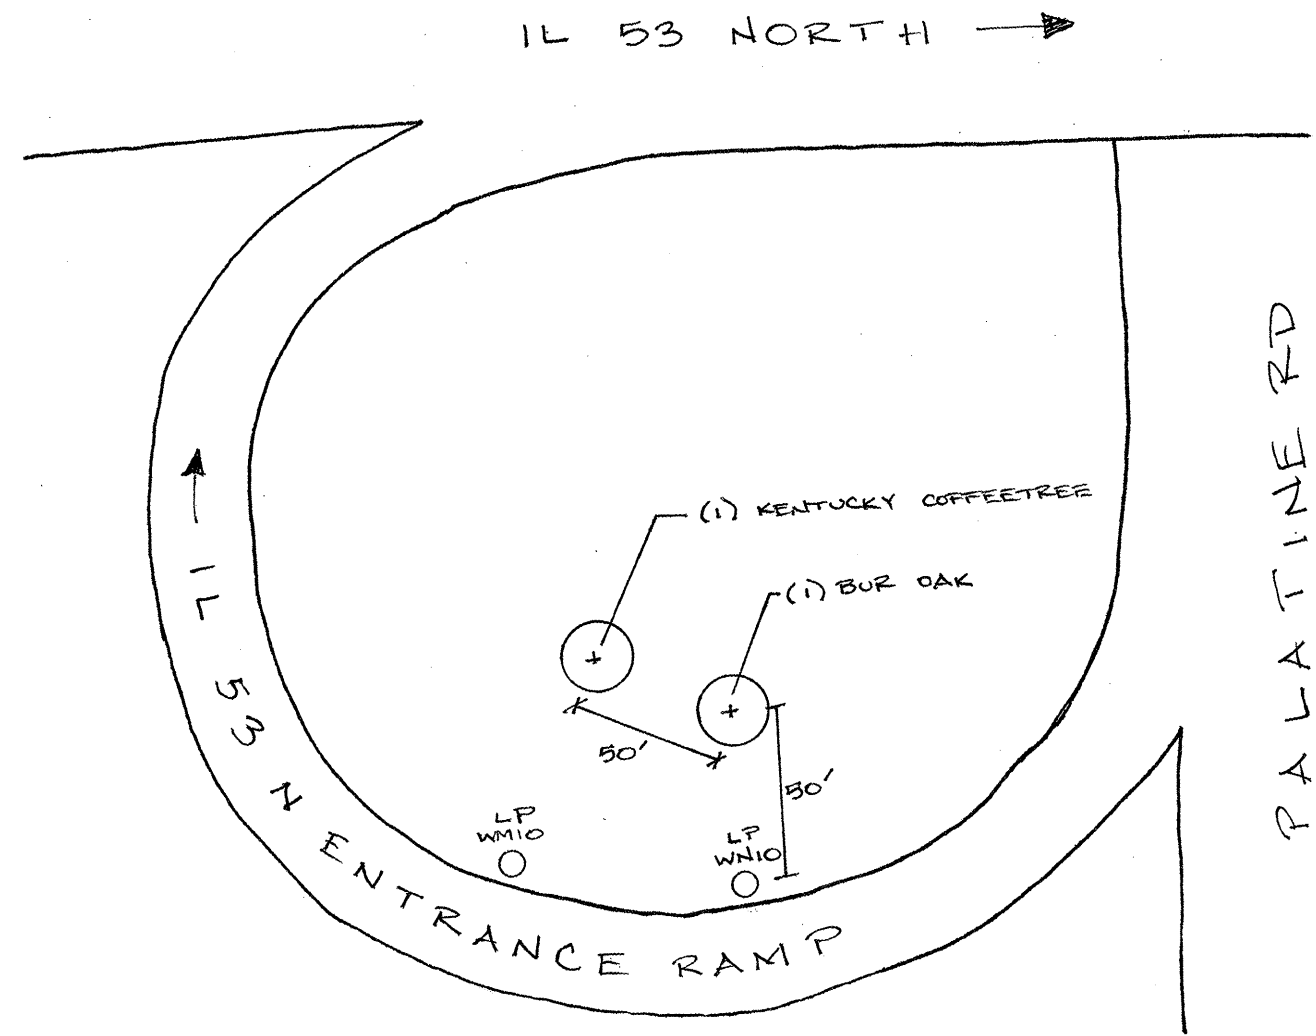 IL 53 NORTH
(1) KENTUCKY COFFEETREE
(1) BUR OAK
50'
50'
LP
WM10
LP
WN10
IL 53 N ENTRANCE RAMP
PALATINE RD